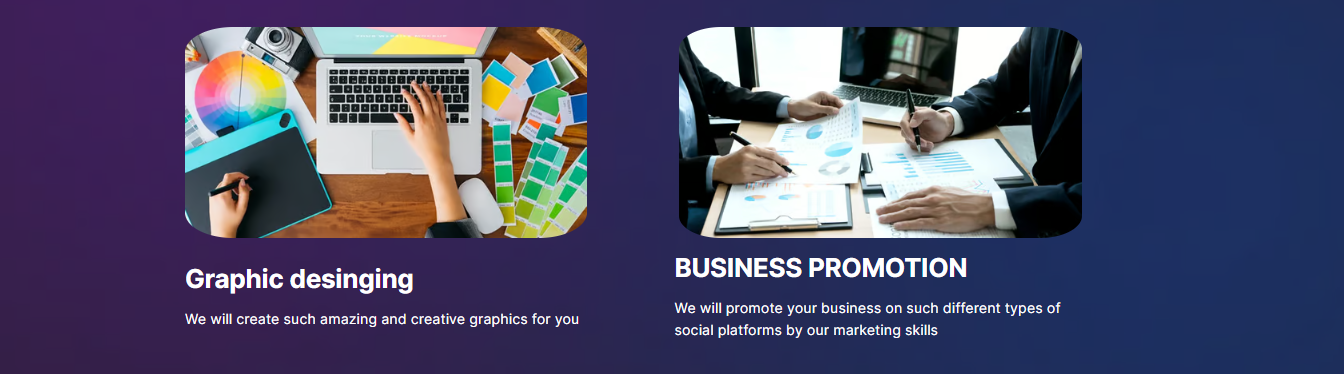 Graphic desinging
We will create such amazing and creative graphics for you
BUSINESS PROMOTION
We will promote your business on such different types of
social platforms by our marketing skills